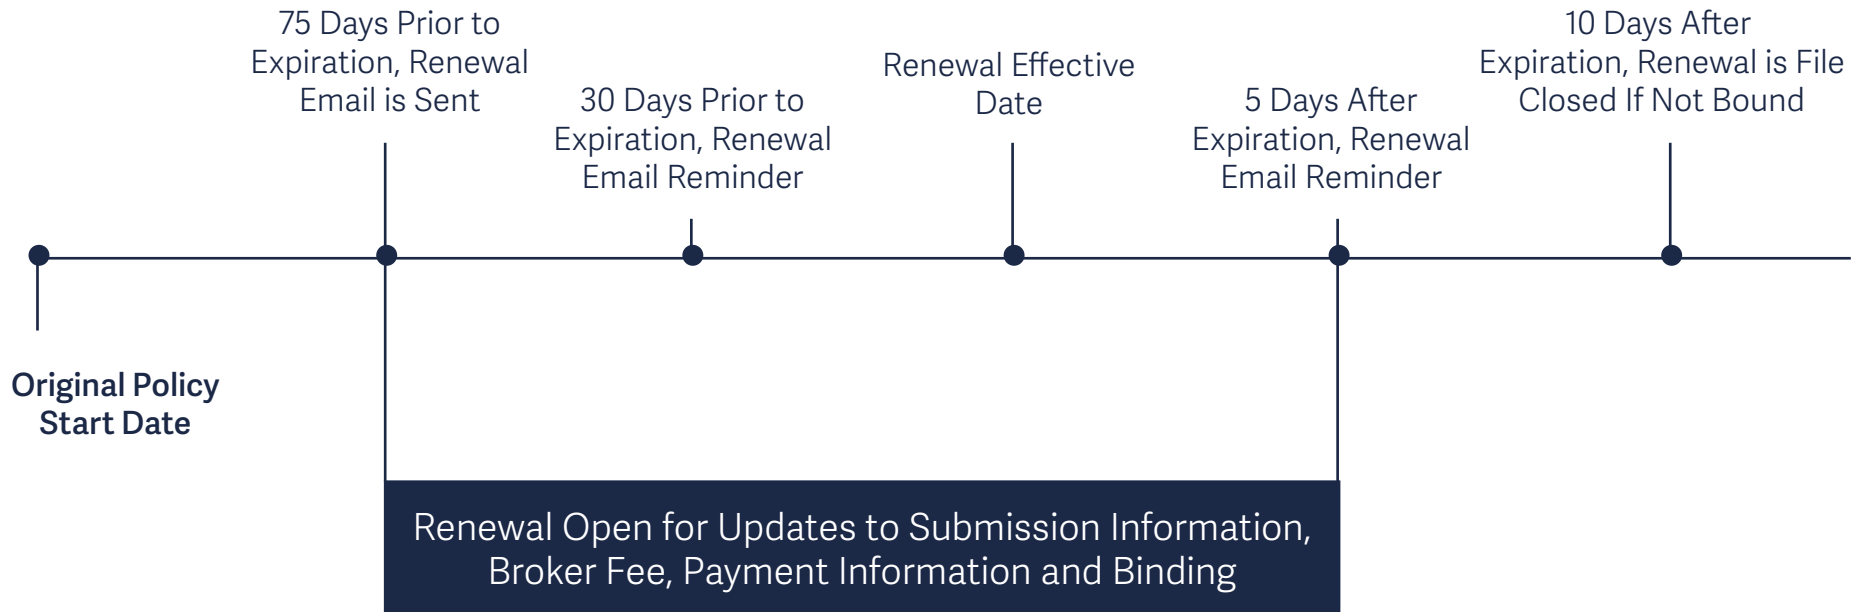 75 Days Prior to
Expiration, Renewal
Email is Sent
30 Days Prior to
Expiration, Renewal
Email Reminder
Renewal Effective
Date
5 Days After
Expiration, Renewal
Email Reminder
10 Days After
Expiration, Renewal is File
Closed If Not Bound
Original Policy
Start Date
Renewal Open for Updates to Submission Information,
Broker Fee, Payment Information and Binding